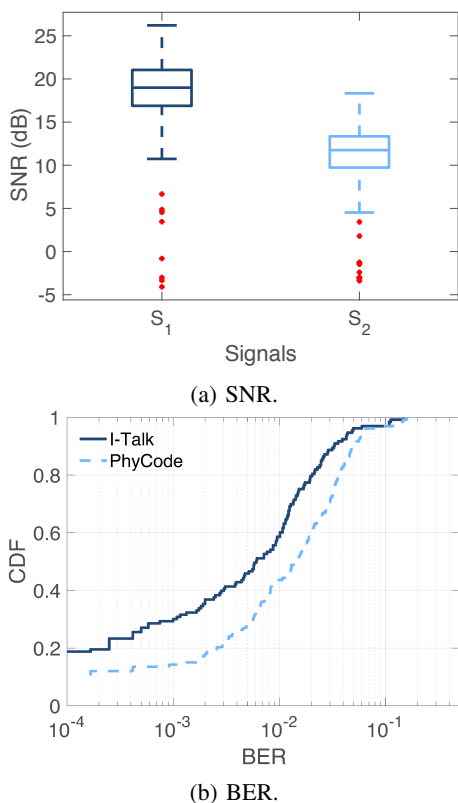 25
20
15
10
5
0
-5
SNR (dB)
S1 S2
Signals
(a) SNR.
1
0.8
0.6
0.4
0.2
0
CDF
I-Talk
PhyCode
10-4 10-3 10-2 10-1
BER
(b) BER.